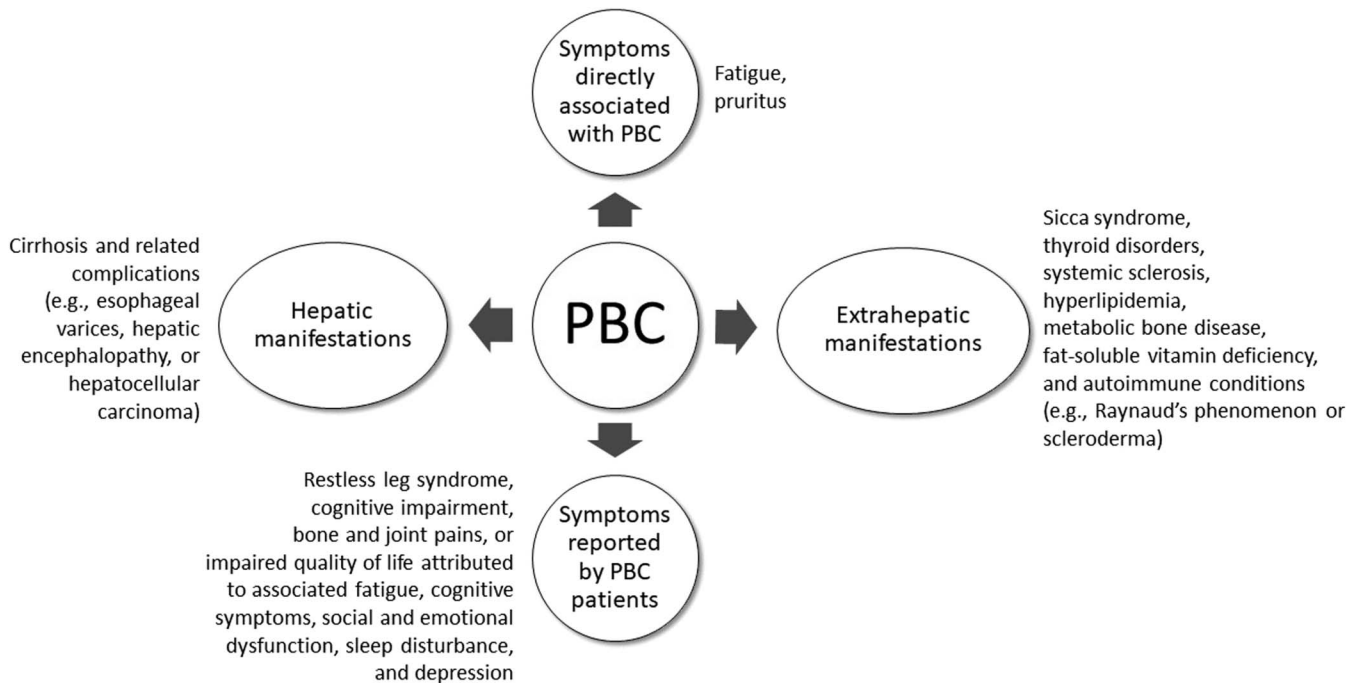 Symptoms
directly
associated
with PBC
Fatigue,
pruritus
Cirrhosis and related
complications
(e.g., esophageal
varices, hepatic
encephalopathy, or
hepatocellular
carcinoma)
Hepatic
manifestations
PBC
Extrahepatic
manifestations
Sicca syndrome,
thyroid disorders,
systemic sclerosis,
hyperlipidemia,
metabolic bone disease,
fat-soluble vitamin deficiency,
and autoimmune conditions
(e.g., Raynaud’s phenomenon or
scleroderma)
Restless leg syndrome,
cognitive impairment,
bone and joint pains, or
impaired quality of life attributed
to associated fatigue, cognitive
symptoms, social and emotional
dysfunction, sleep disturbance,
and depression
Symptoms
reported
by PBC
patients